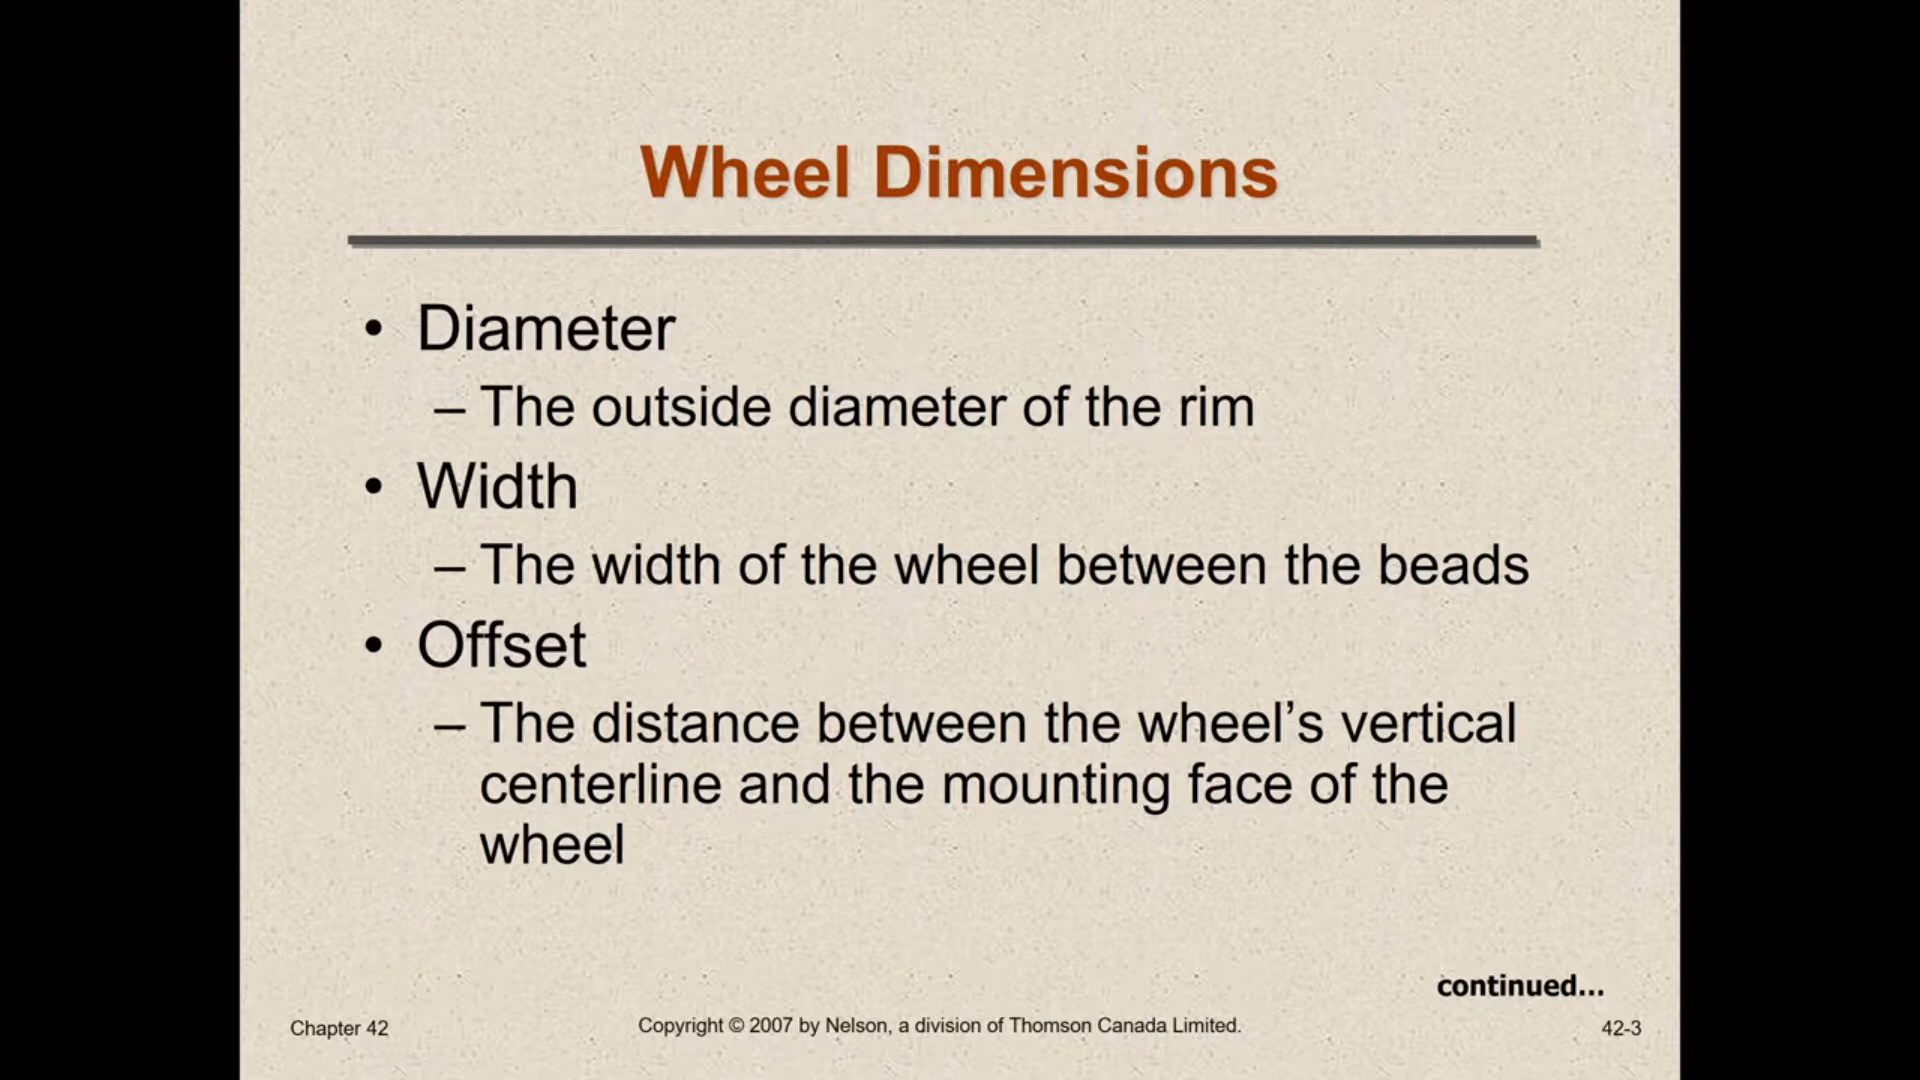 Wheel Dimensions
• Diameter
– The outside diameter of the rim
• Width
– The width of the wheel between the beads
• Offset
– The distance between the wheel’s vertical
centerline and the mounting face of the
wheel
continued...
Chapter 42
Copyright © 2007 by Nelson, a division of Thomson Canada Limited.
42-3